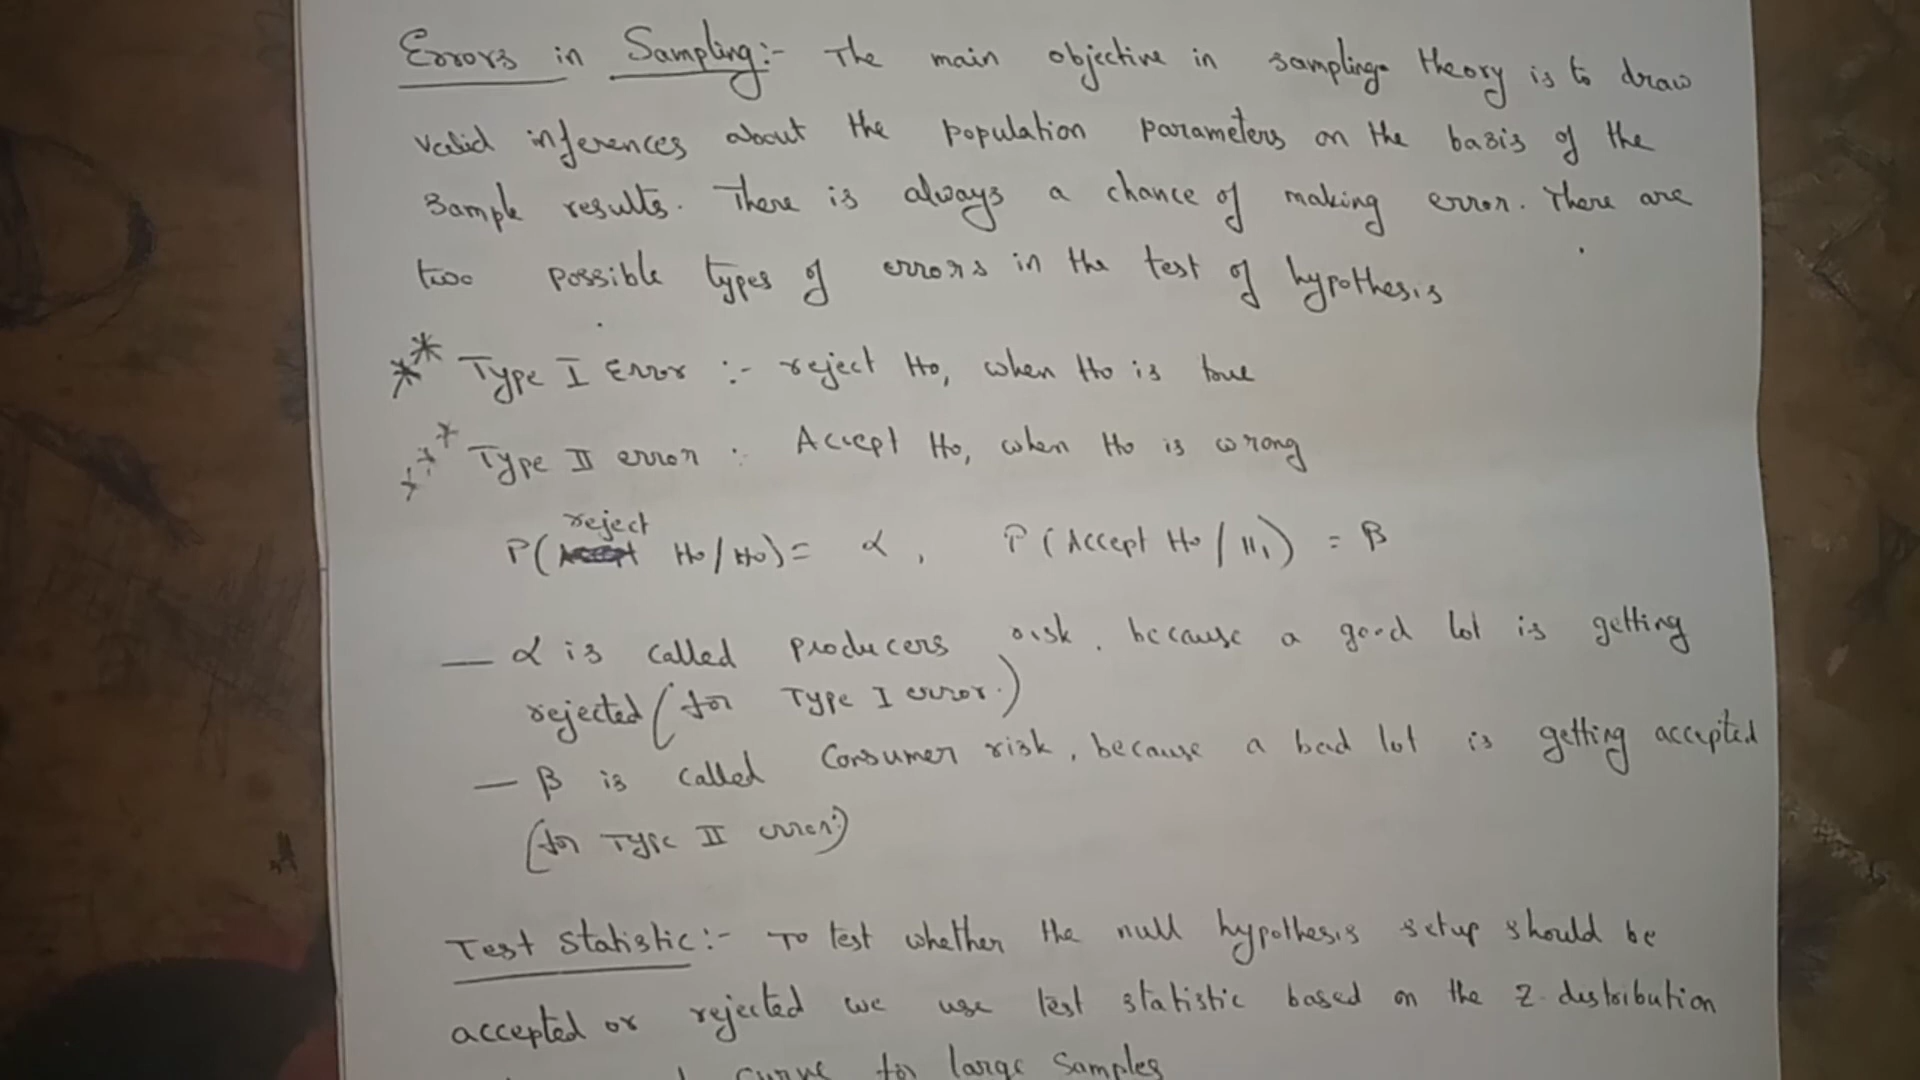 Errors in Sampling:- The main objective in sampling theory is to draw
valid inferences about the population parameters on the basis of the
sample results. There is always a chance of making error. There are
two possible types of errors in the test of hypothesis
** Type I Error :- reject Ho, when Ho is true
Type II error : Accept Ho, when Ho is wrong
reject
P( Ho/Ho) = α, P(Accept Ho/H1) = β
— α is called producers risk, because a good lot is getting
rejected (for Type I error.)
— β is called Consumer risk, because a bad lot is getting accepted
(for Type II error.)
Test Statistic:- To test whether the null hypothesis setup should be
accepted or rejected we use test statistic based on the Z-distribution
curve for large samples